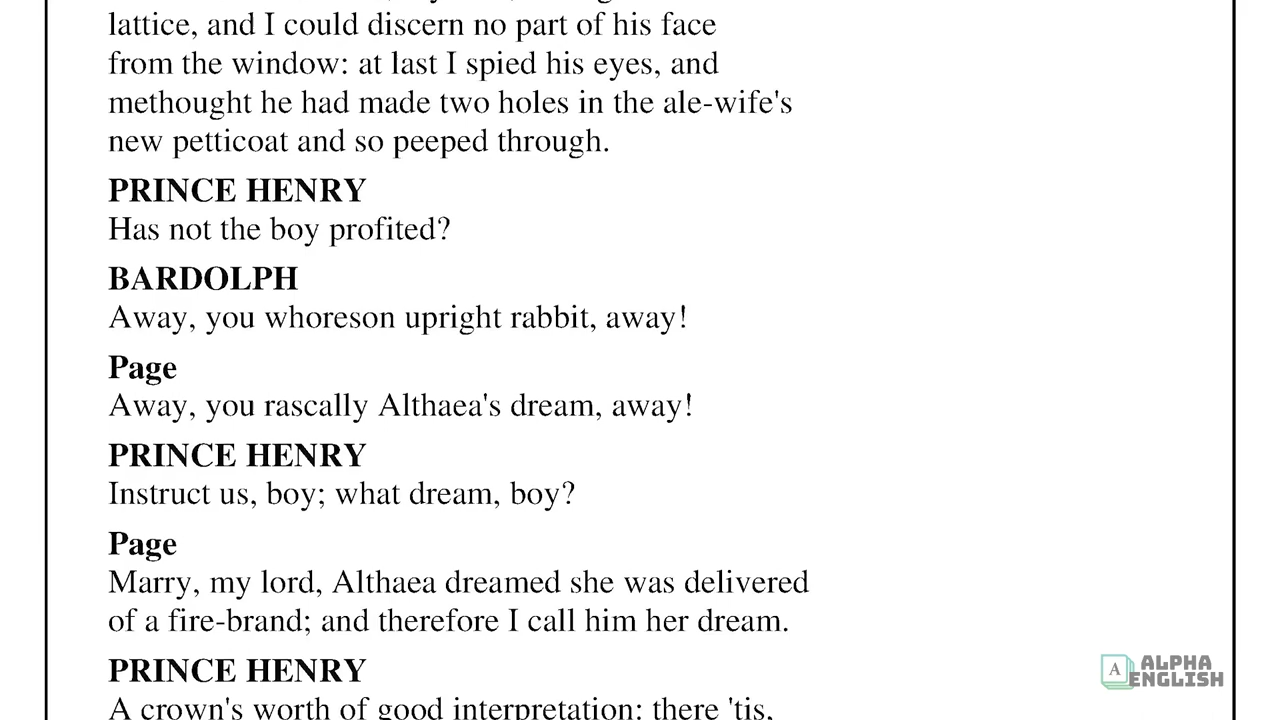 lattice, and I could discern no part of his face
from the window: at last I spied his eyes, and
methought he had made two holes in the ale-wife's
new petticoat and so peeped through.
PRINCE HENRY
Has not the boy profited?
BARDOLPH
Away, you whoreson upright rabbit, away!
Page
Away, you rascally Althaea's dream, away!
PRINCE HENRY
Instruct us, boy; what dream, boy?
Page
Marry, my lord, Althaea dreamed she was delivered
of a fire-brand; and therefore I call him her dream.
PRINCE HENRY
A crown's worth of good interpretation: there 'tis,
A
ALPHA
ENGLISH